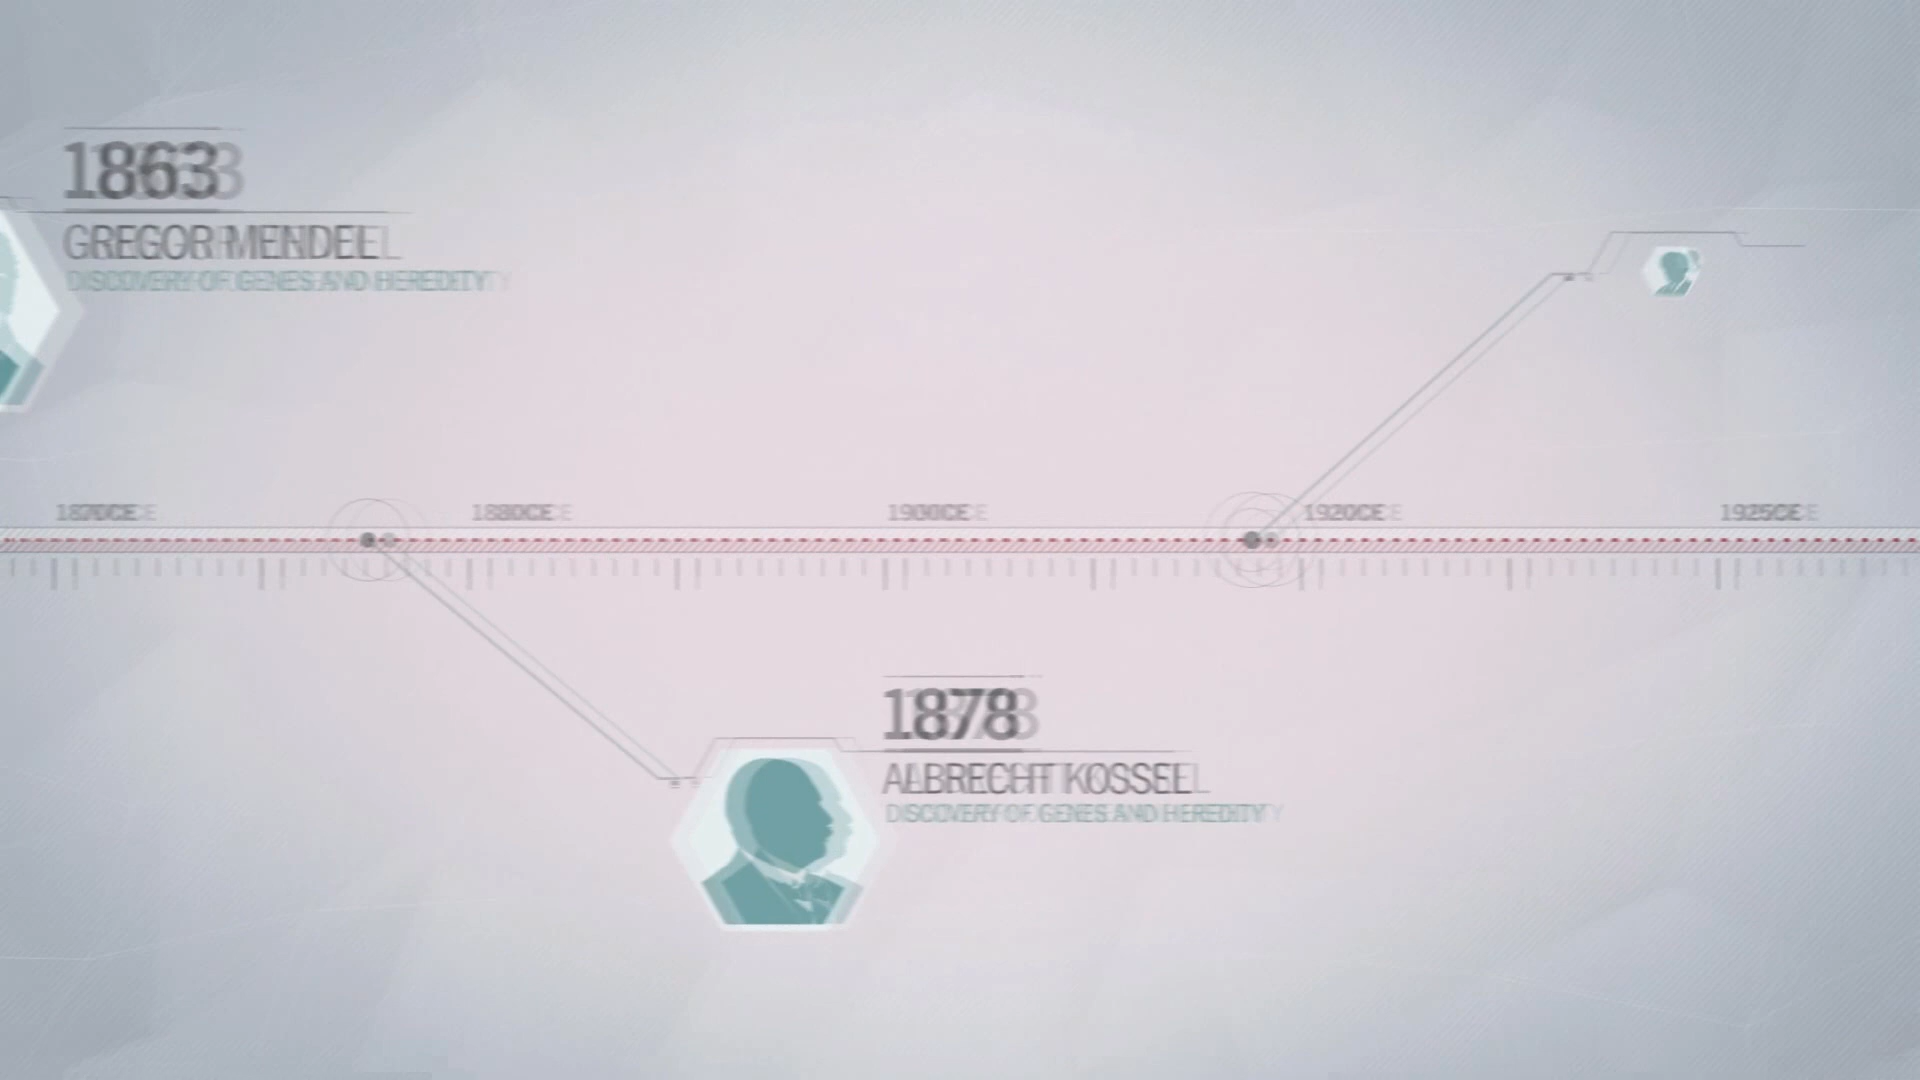 1863
GREGOR MENDEL
DISCOVERY OF GENES AND HEREDITY
1870CE
1880CE
1900CE
1920CE
1925CE
1878
ALBRECHT KOSSEL
DISCOVERY OF GENES AND HEREDITY